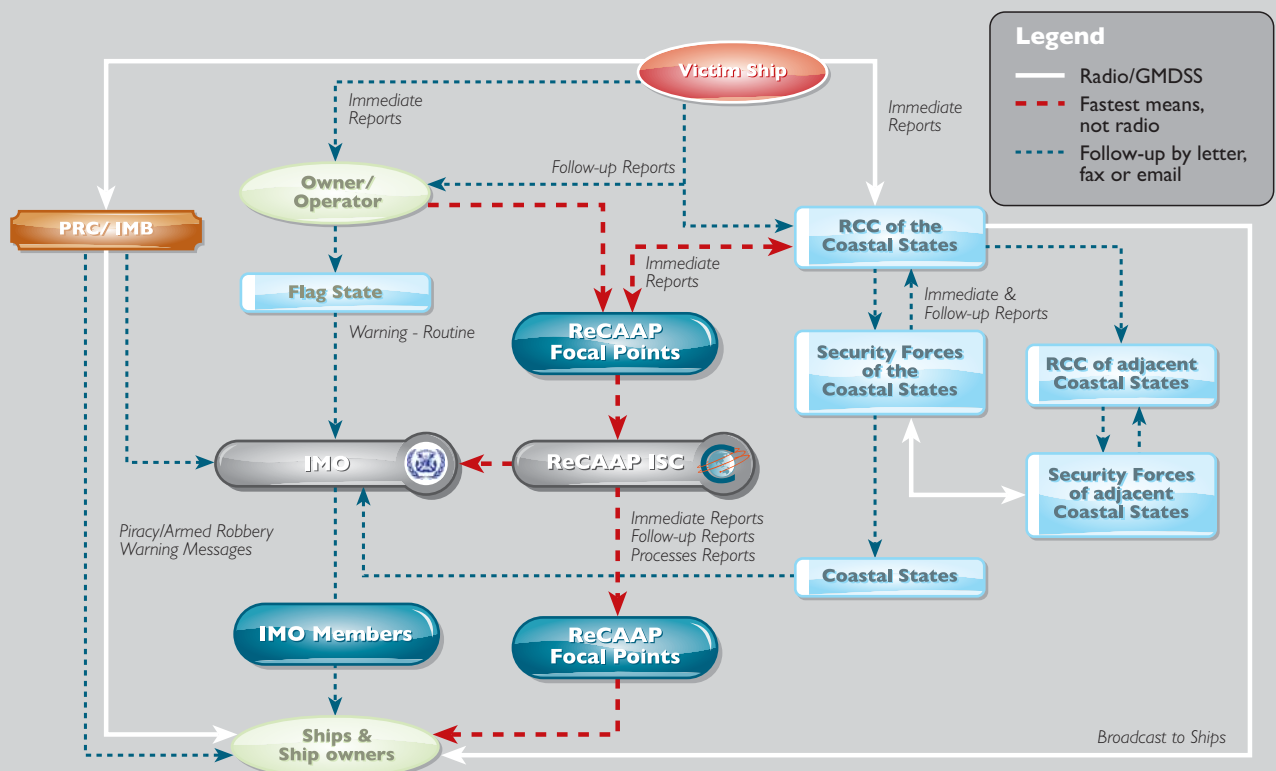 Legend
Radio/GMDSS
Fastest means,
not radio
Follow-up by letter,
fax or email
Victim Ship
Immediate
Reports
Immediate
Reports
Follow-up Reports
Owner/
Operator
PRC/ IMB
RCC of the
Coastal States
Immediate
Reports
Flag State
Immediate &
Follow-up Reports
Warning - Routine
ReCAAP
Focal Points
Security Forces
of the
Coastal States
RCC of adjacent
Coastal States
IMO
ReCAAP ISC
Security Forces
of adjacent
Coastal States
Piracy/Armed Robbery
Warning Messages
Immediate Reports
Follow-up Reports
Processes Reports
Coastal States
IMO Members
ReCAAP
Focal Points
Ships &
Ship owners
Broadcast to Ships